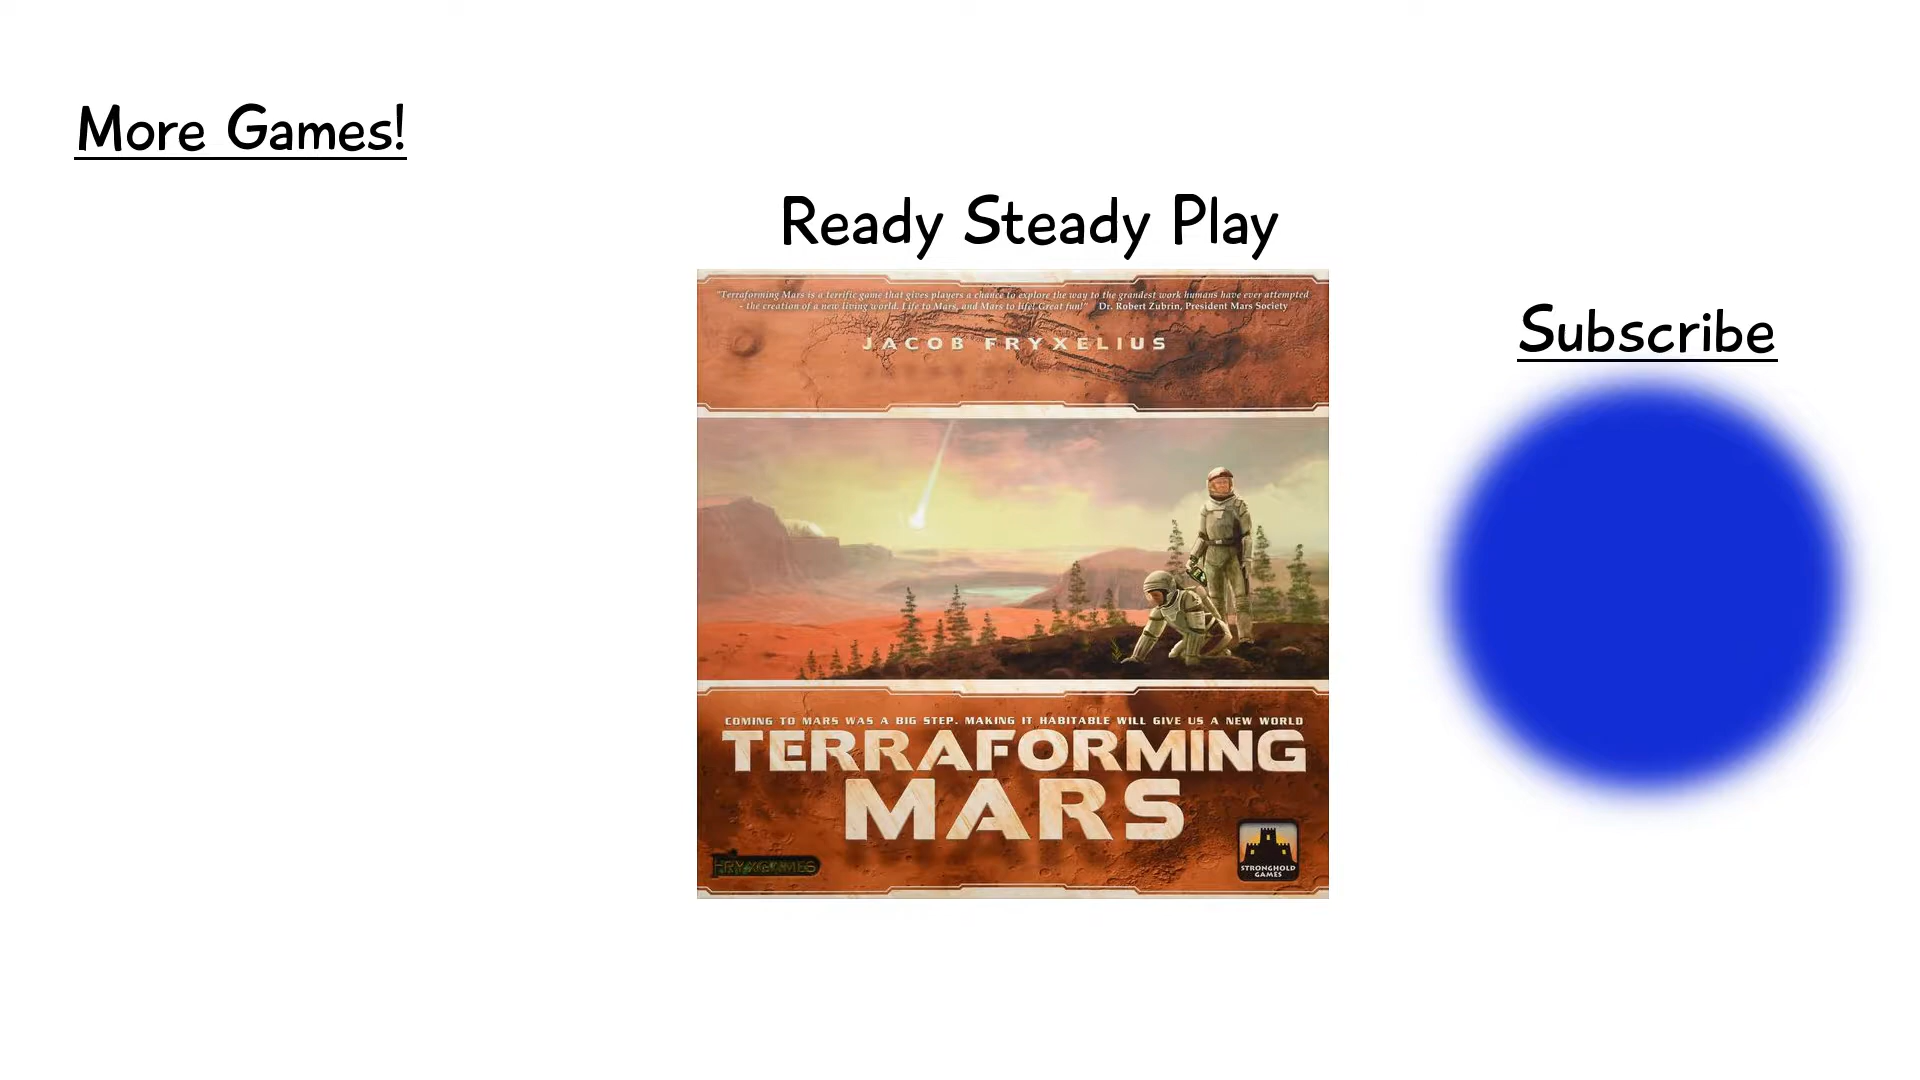 More Games!
Ready Steady Play
"Terraforming Mars is a terrific game that gives players a chance to explore the way to the grandest work humans have ever attempted
- the creation of a new living world. Life to Mars, and Mars to life! Great fun!" Dr. Robert Zubrin, President Mars Society
JACOB FRYXELIUS
Subscribe
COMING TO MARS WAS A BIG STEP. MAKING IT HABITABLE WILL GIVE US A NEW WORLD
TERRAFORMING
MARS
FRYXGAMES
STRONGHOLD
GAMES